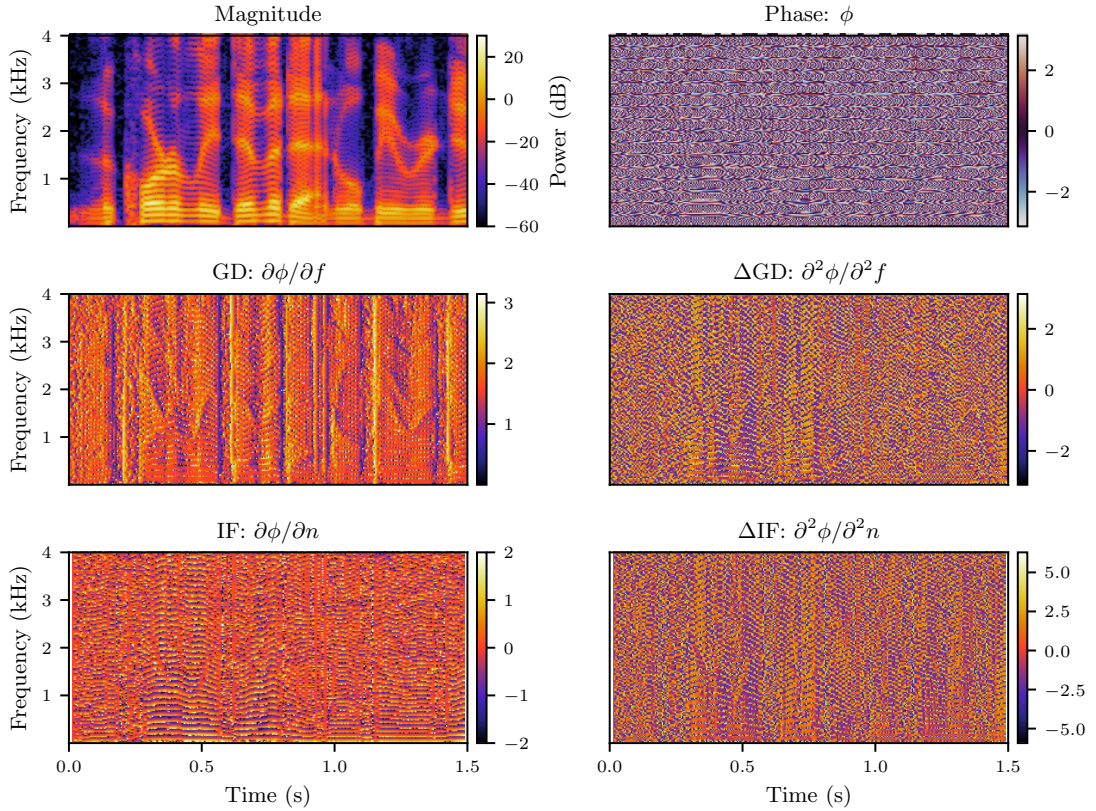 Magnitude
4
3
2
1
Frequency (kHz)
20
0
−20
−40
−60
Power (dB)
Phase: ϕ
2
0
−2
GD: ∂ϕ/∂f
4
3
2
1
Frequency (kHz)
3
2
1
ΔGD: ∂²ϕ/∂²f
2
0
−2
IF: ∂ϕ/∂n
4
3
2
1
Frequency (kHz)
0.0 0.5 1.0 1.5
Time (s)
2
1
0
−1
−2
ΔIF: ∂²ϕ/∂²n
0.0 0.5 1.0 1.5
Time (s)
5.0
2.5
0.0
−2.5
−5.0